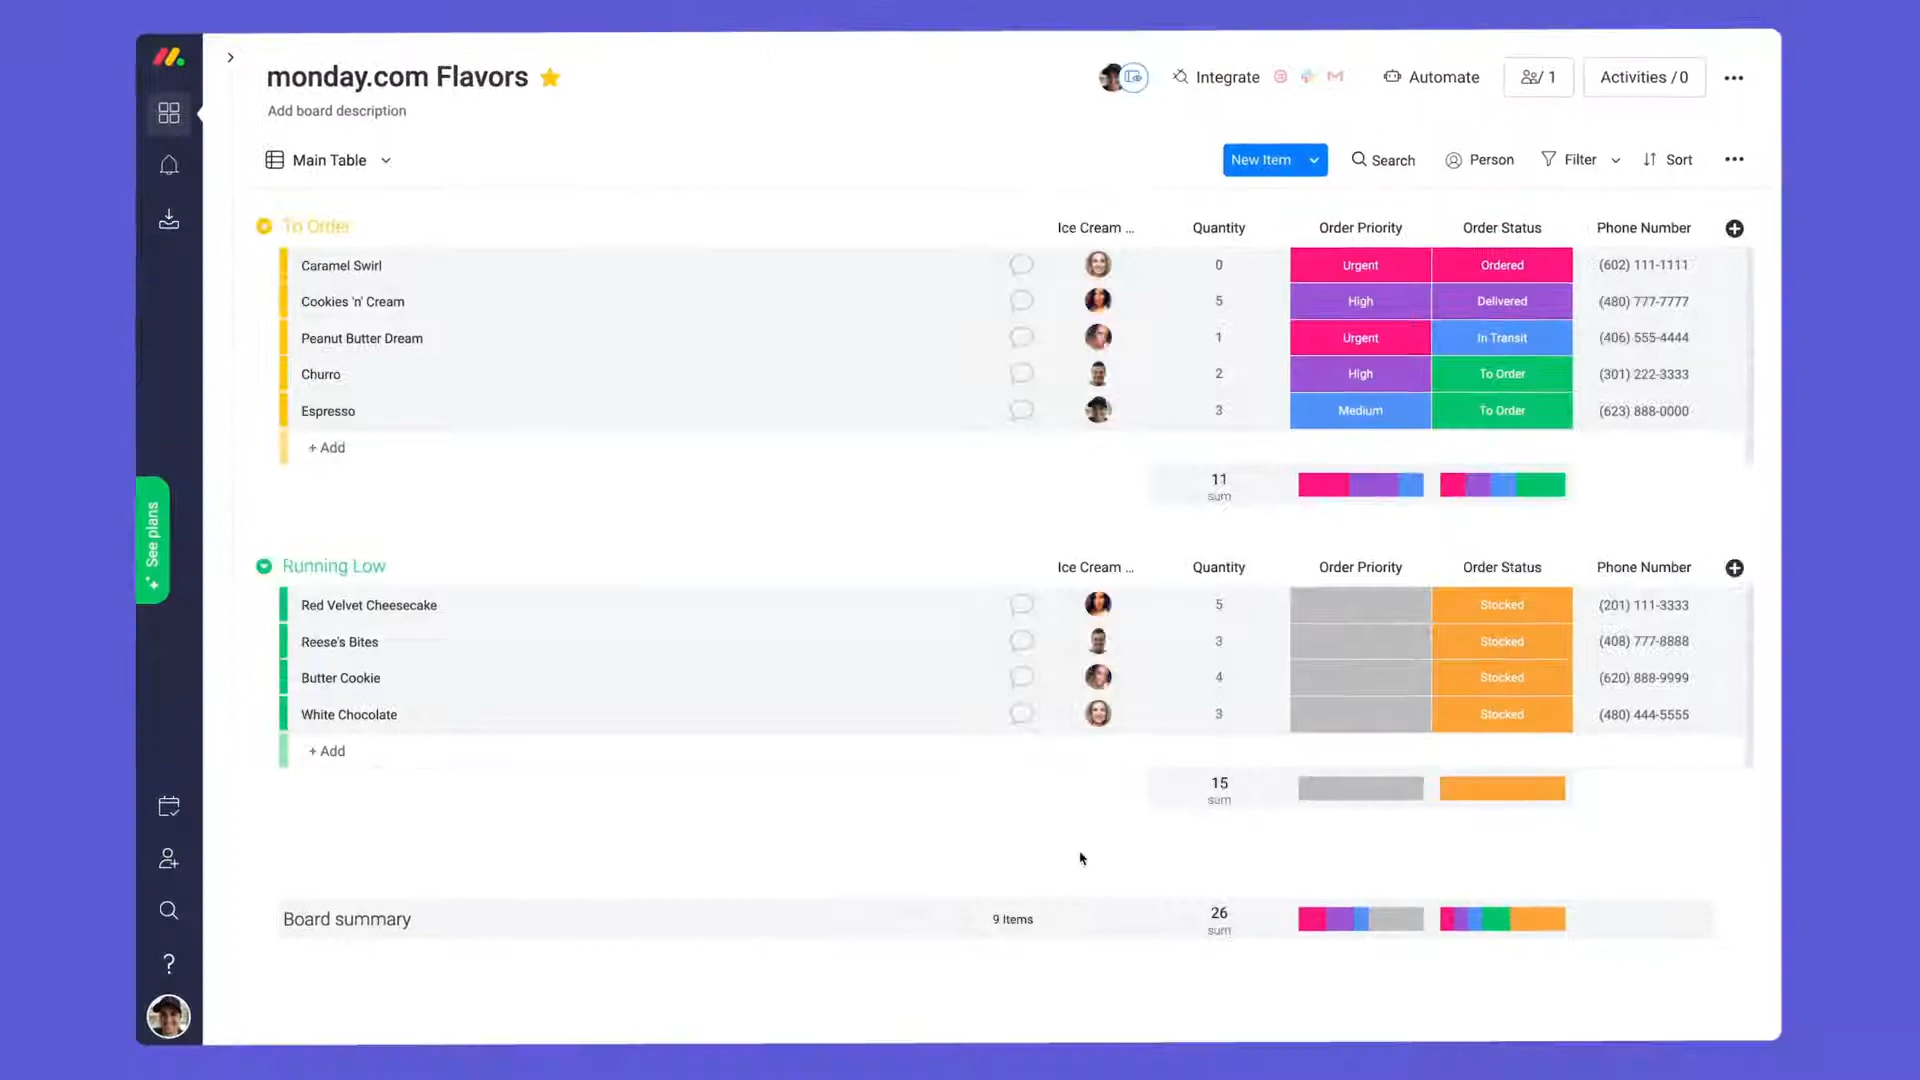 monday.com Flavors
Add board description
Integrate
Automate
/ 1
Activities / 0
Main Table
New Item
Search
Person
Filter
Sort
To Order
Ice Cream ... Quantity Order Priority Order Status Phone Number
Caramel Swirl 0 Urgent Ordered (602) 111-1111
Cookies 'n' Cream 5 High Delivered (480) 777-7777
Peanut Butter Dream 1 Urgent In Transit (406) 555-4444
Churro 2 High To Order (301) 222-3333
Espresso 3 Medium To Order (623) 888-0000
+ Add
11
sum
See plans
Running Low
Ice Cream ... Quantity Order Priority Order Status Phone Number
Red Velvet Cheesecake 5 Stocked (201) 111-3333
Reese's Bites 3 Stocked (408) 777-8888
Butter Cookie 4 Stocked (620) 888-9999
White Chocolate 3 Stocked (480) 444-5555
+ Add
15
sum
Board summary 9 Items 26
sum
?